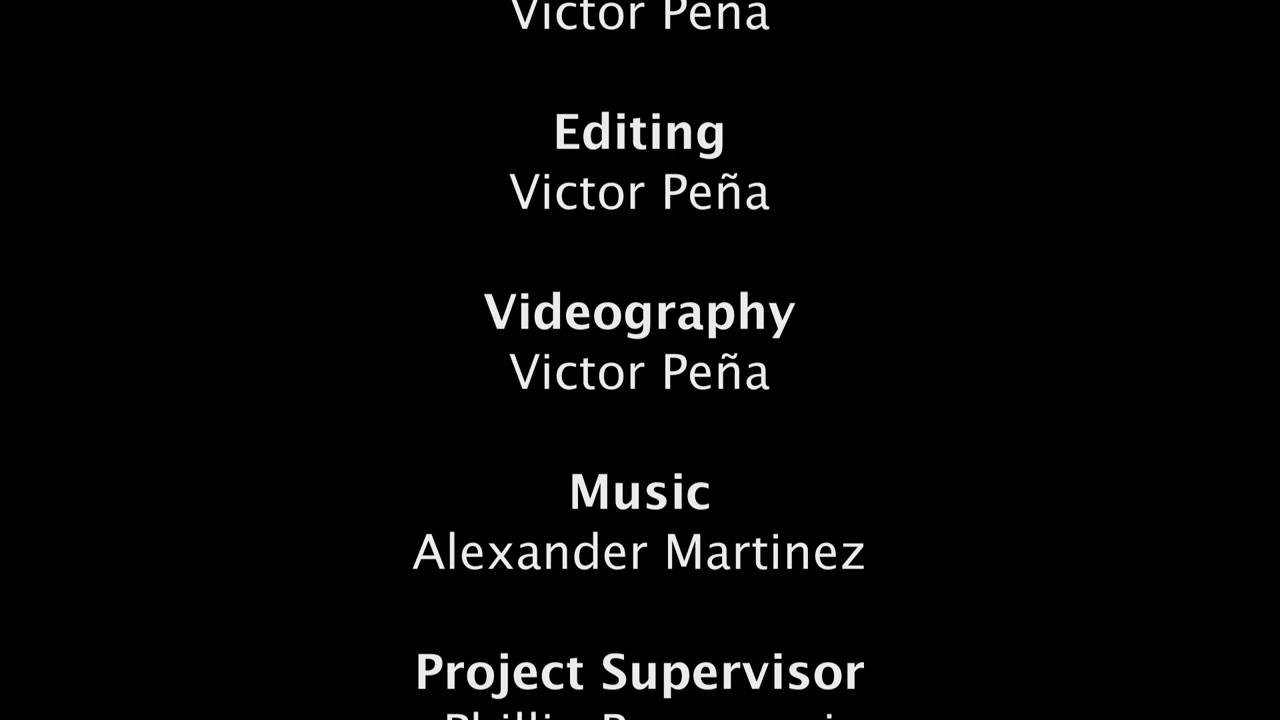 Victor Peña
Editing
Victor Peña
Videography
Victor Peña
Music
Alexander Martinez
Project Supervisor